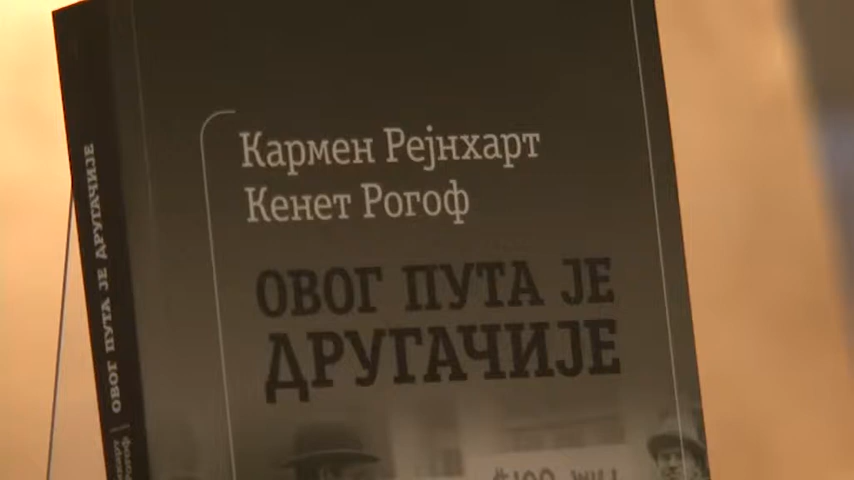 Кармен Рејнхарт
Кенет Рогоф
ОВОГ ПУТА ЈЕ
ДРУГАЧИЈЕ
ОВОГ ПУТА ЈЕ ДРУГАЧИЈЕ